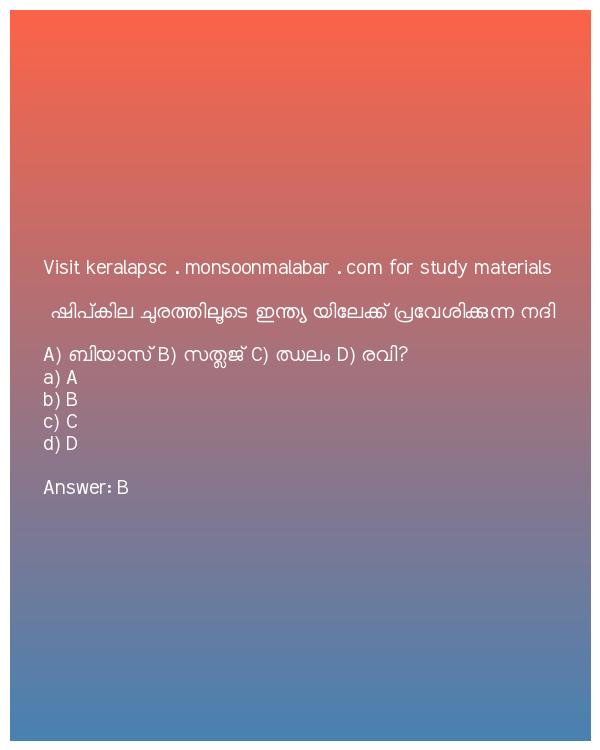 Visit keralapsc . monsoonmalabar . com for study materials
ഷിപ്കില ചുരത്തിലൂടെ ഇന്ത്യ യിലേക്ക് പ്രവേശിക്കുന്ന നദി
A) ബിയാസ് B) സത്ലജ് C) ഝലം D) രവി?
a) A
b) B
c) C
d) D
Answer: B